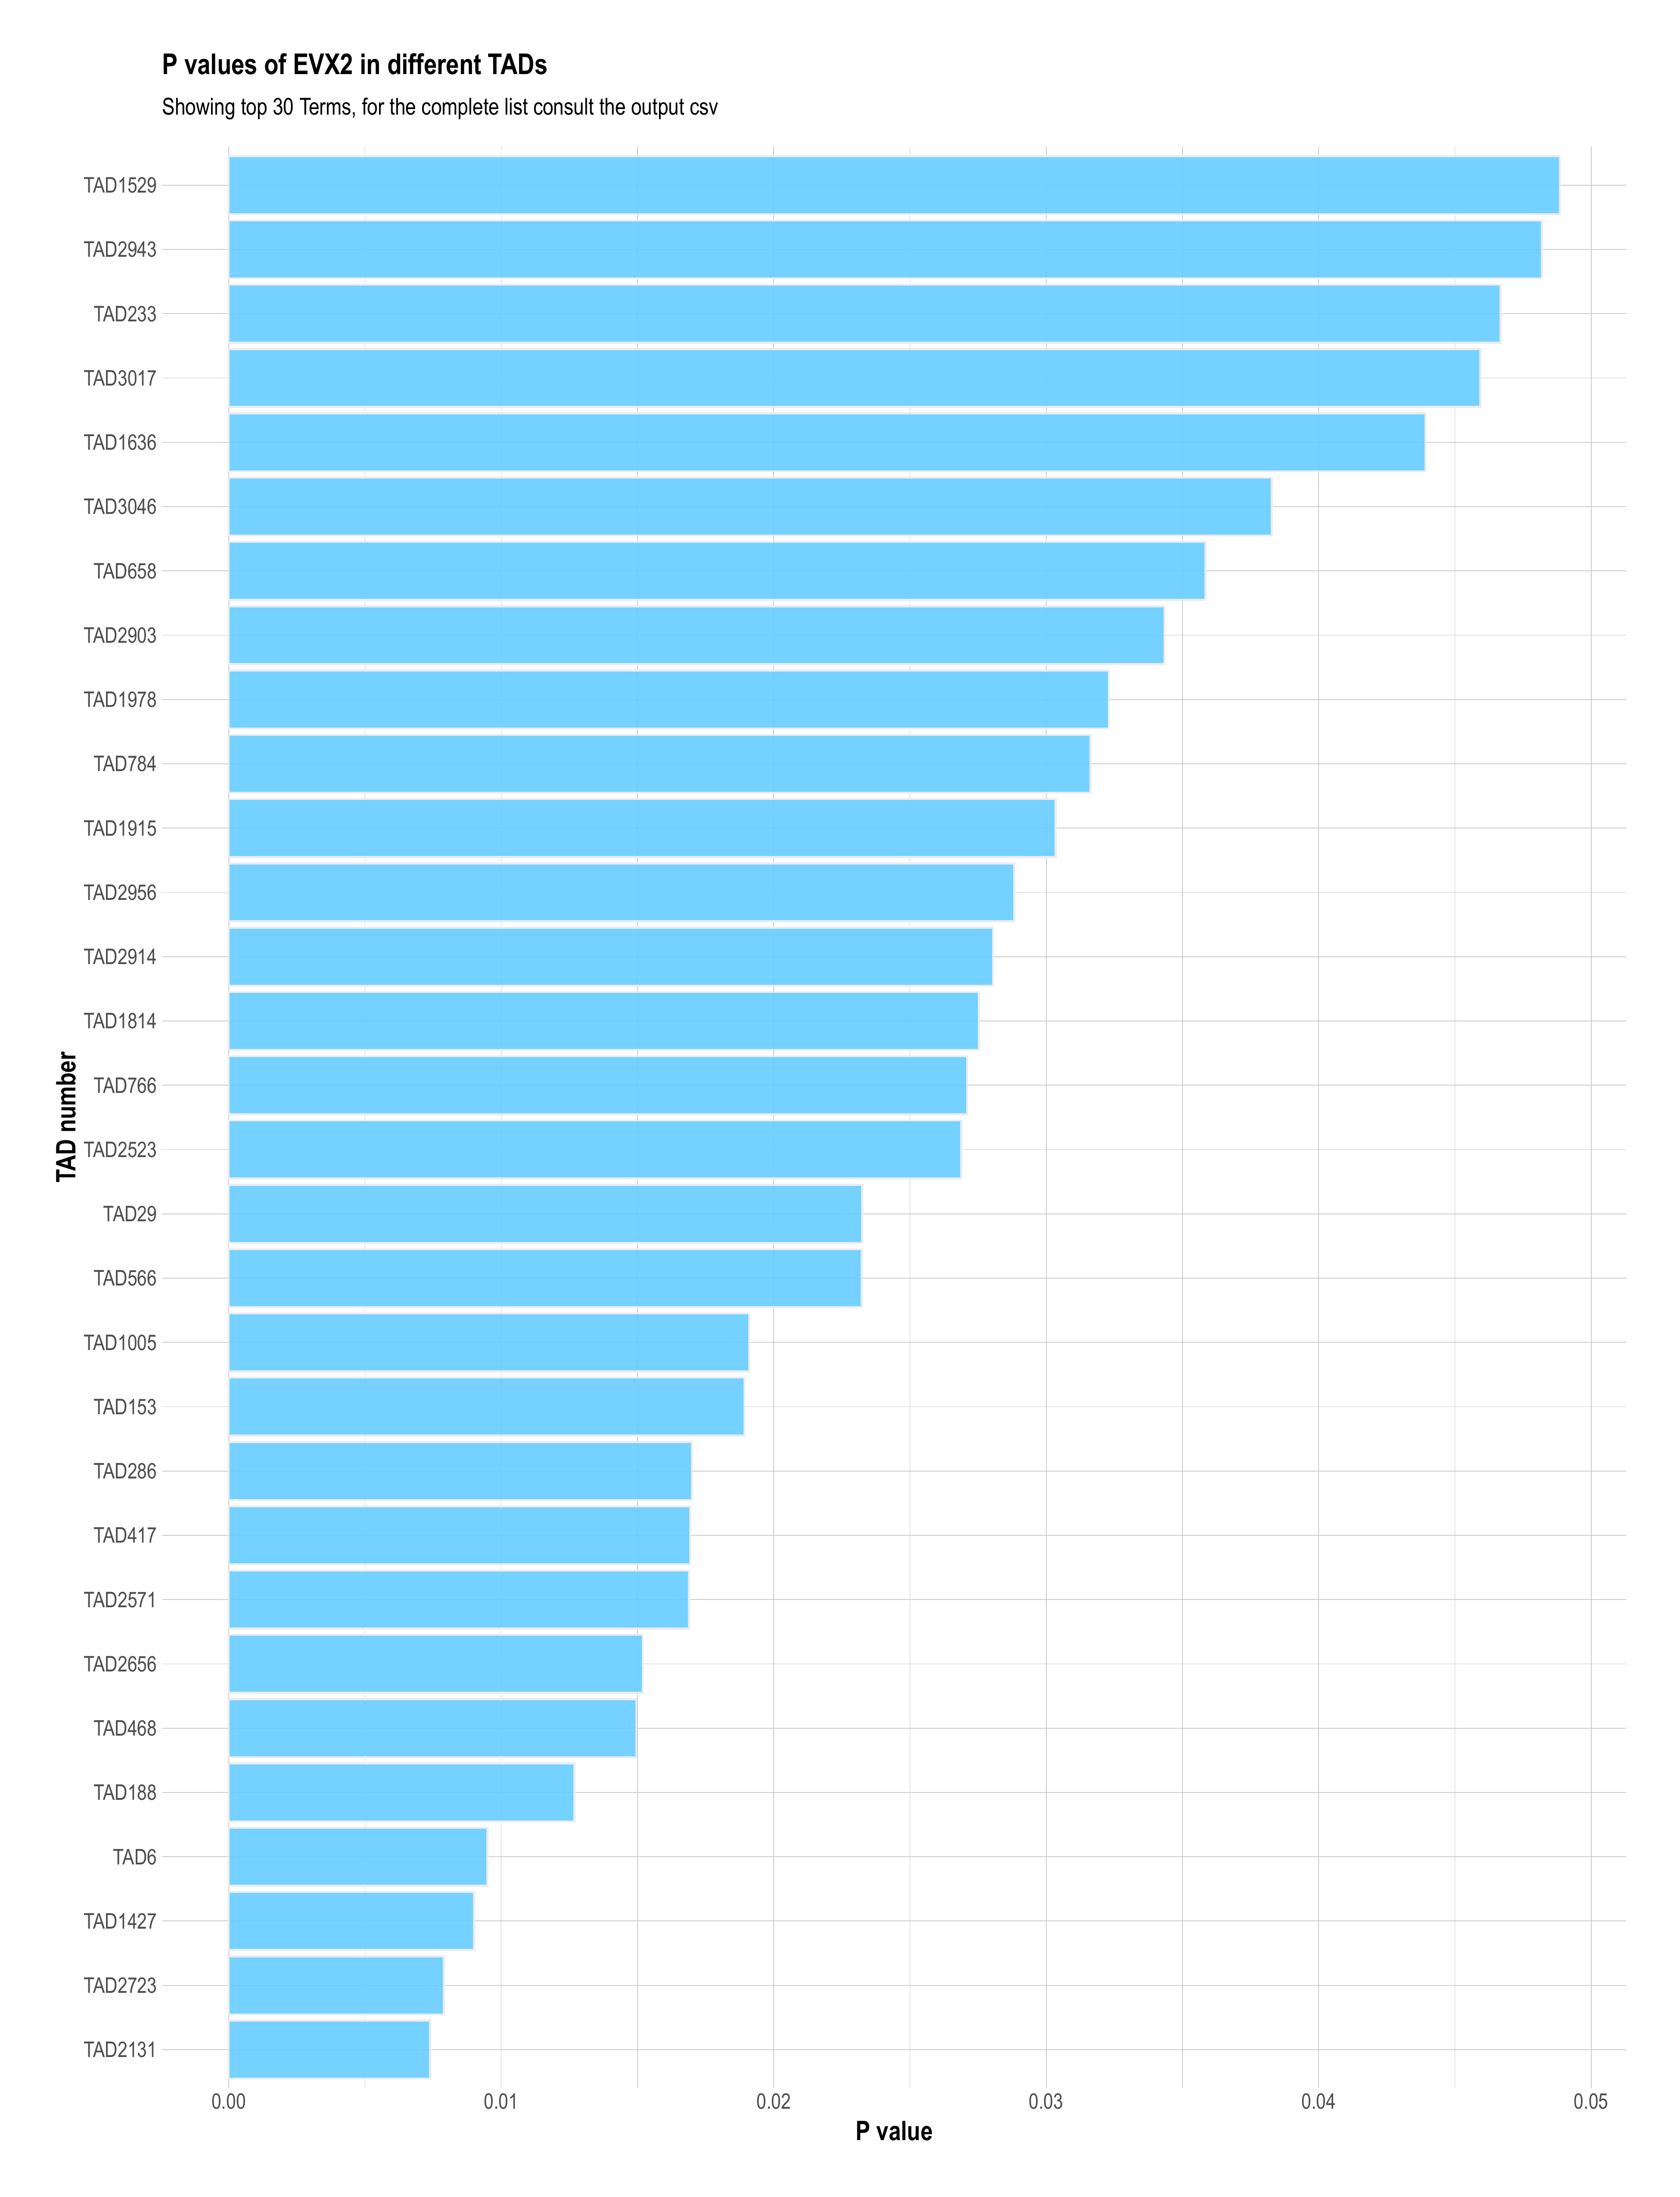 P values of EVX2 in different TADs
Showing top 30 Terms, for the complete list consult the output csv
TAD number
TAD1529
TAD2943
TAD233
TAD3017
TAD1636
TAD3046
TAD658
TAD2903
TAD1978
TAD784
TAD1915
TAD2956
TAD2914
TAD1814
TAD766
TAD2523
TAD29
TAD566
TAD1005
TAD153
TAD286
TAD417
TAD2571
TAD2656
TAD468
TAD188
TAD6
TAD1427
TAD2723
TAD2131
0.00 0.01 0.02 0.03 0.04 0.05
P value